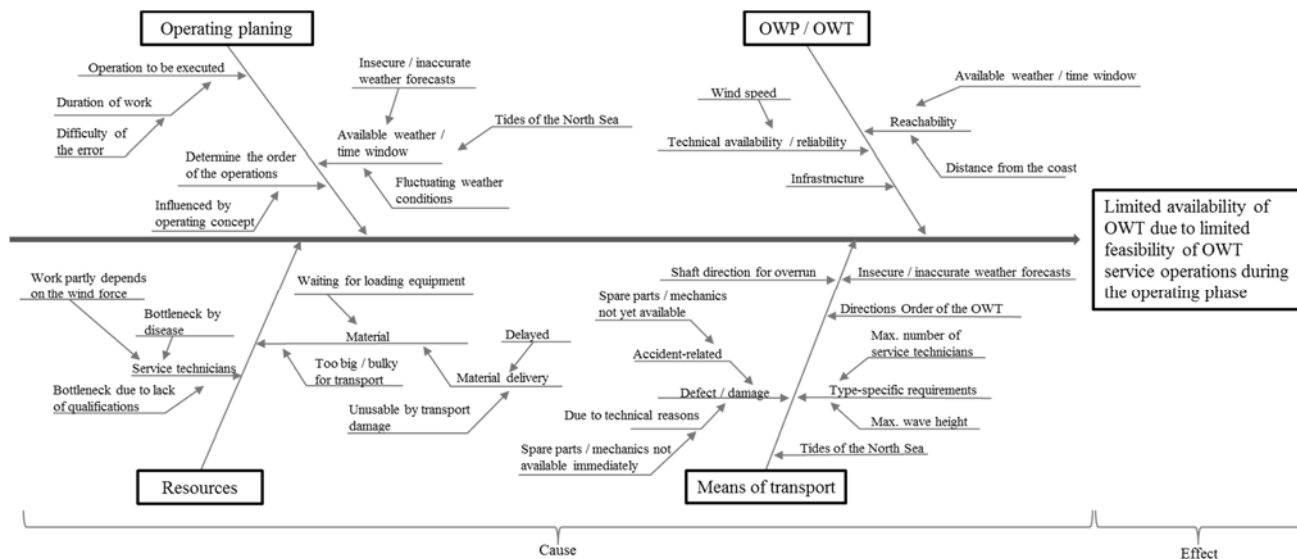 Operating planing
OWP / OWT
Operation to be executed
Duration of work
Difficulty of
the error
Insecure / inaccurate
weather forecasts
Available weather /
time window
Tides of the North Sea
Fluctuating weather
conditions
Determine the order
of the operations
Influenced by
operating concept
Wind speed
Technical availability / reliability
Infrastructure
Available weather / time window
Reachability
Distance from the coast
Limited availability of
OWT due to limited
feasibility of OWT
service operations during
the operating phase
Work partly depends
on the wind force
Bottleneck by
disease
Service technicians
Bottleneck due to lack
of qualifications
Waiting for loading equipment
Material
Too big / bulky
for transport
Delayed
Material delivery
Unusable by transport
damage
Shaft direction for overrun
Insecure / inaccurate weather forecasts
Spare parts / mechanics
not yet available
Directions Order of the OWT
Accident-related
Max. number of
service technicians
Defect / damage
Type-specific requirements
Due to technical reasons
Max. wave height
Spare parts / mechanics not
available immediately
Tides of the North Sea
Resources
Means of transport
Cause
Effect